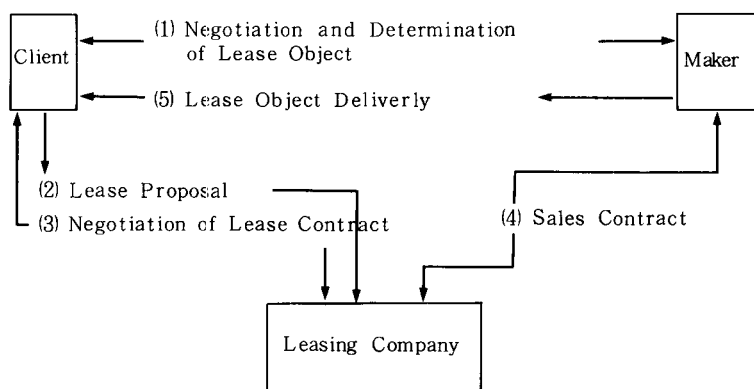 (1) Negotiation and Determination
of Lease Object
Client
Maker
(5) Lease Object Deliverly
(2) Lease Proposal
(3) Negotiation of Lease Contract
(4) Sales Contract
Leasing Company